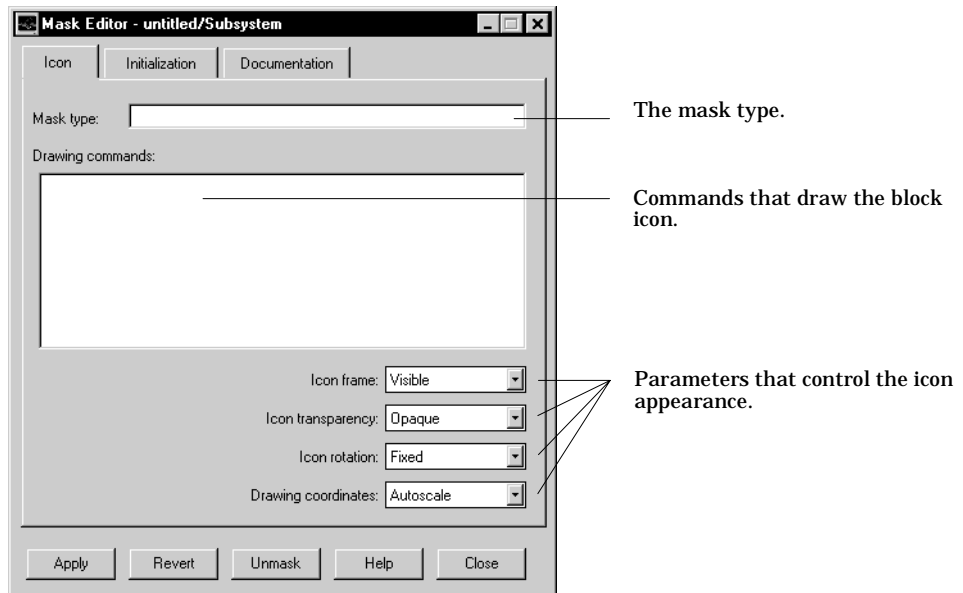 Mask Editor - untitled/Subsystem
Icon
Initialization
Documentation
Mask type:
The mask type.
Drawing commands:
Commands that draw the block
icon.
Icon frame: Visible
Parameters that control the icon
appearance.
Icon transparency: Opaque
Icon rotation: Fixed
Drawing coordinates: Autoscale
Apply
Revert
Unmask
Help
Close